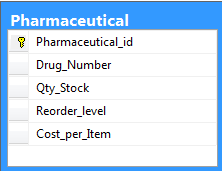 Pharmaceutical
Pharmaceutical_id
Drug_Number
Qty_Stock
Reorder_level
Cost_per_Item